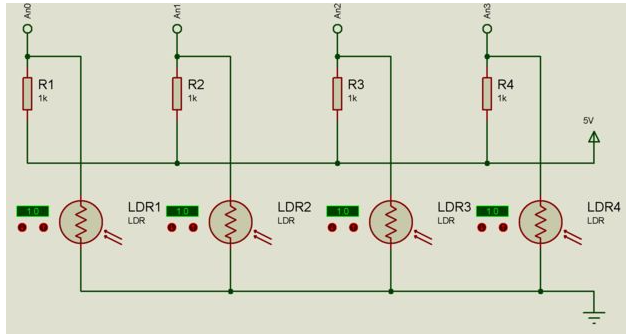 An0
An1
An2
An3
R1
1k
R2
1k
R3
1k
R4
1k
5V
1 0
LDR1
LDR
1 0
LDR2
LDR
1 0
LDR3
LDR
1 0
LDR4
LDR